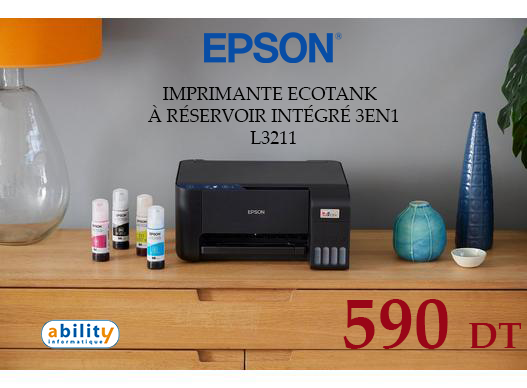 EPSON
IMPRIMANTE ECOTANK
À RÉSERVOIR INTÉGRÉ 3EN1
L3211
EPSON
590 DT
ability
informatique